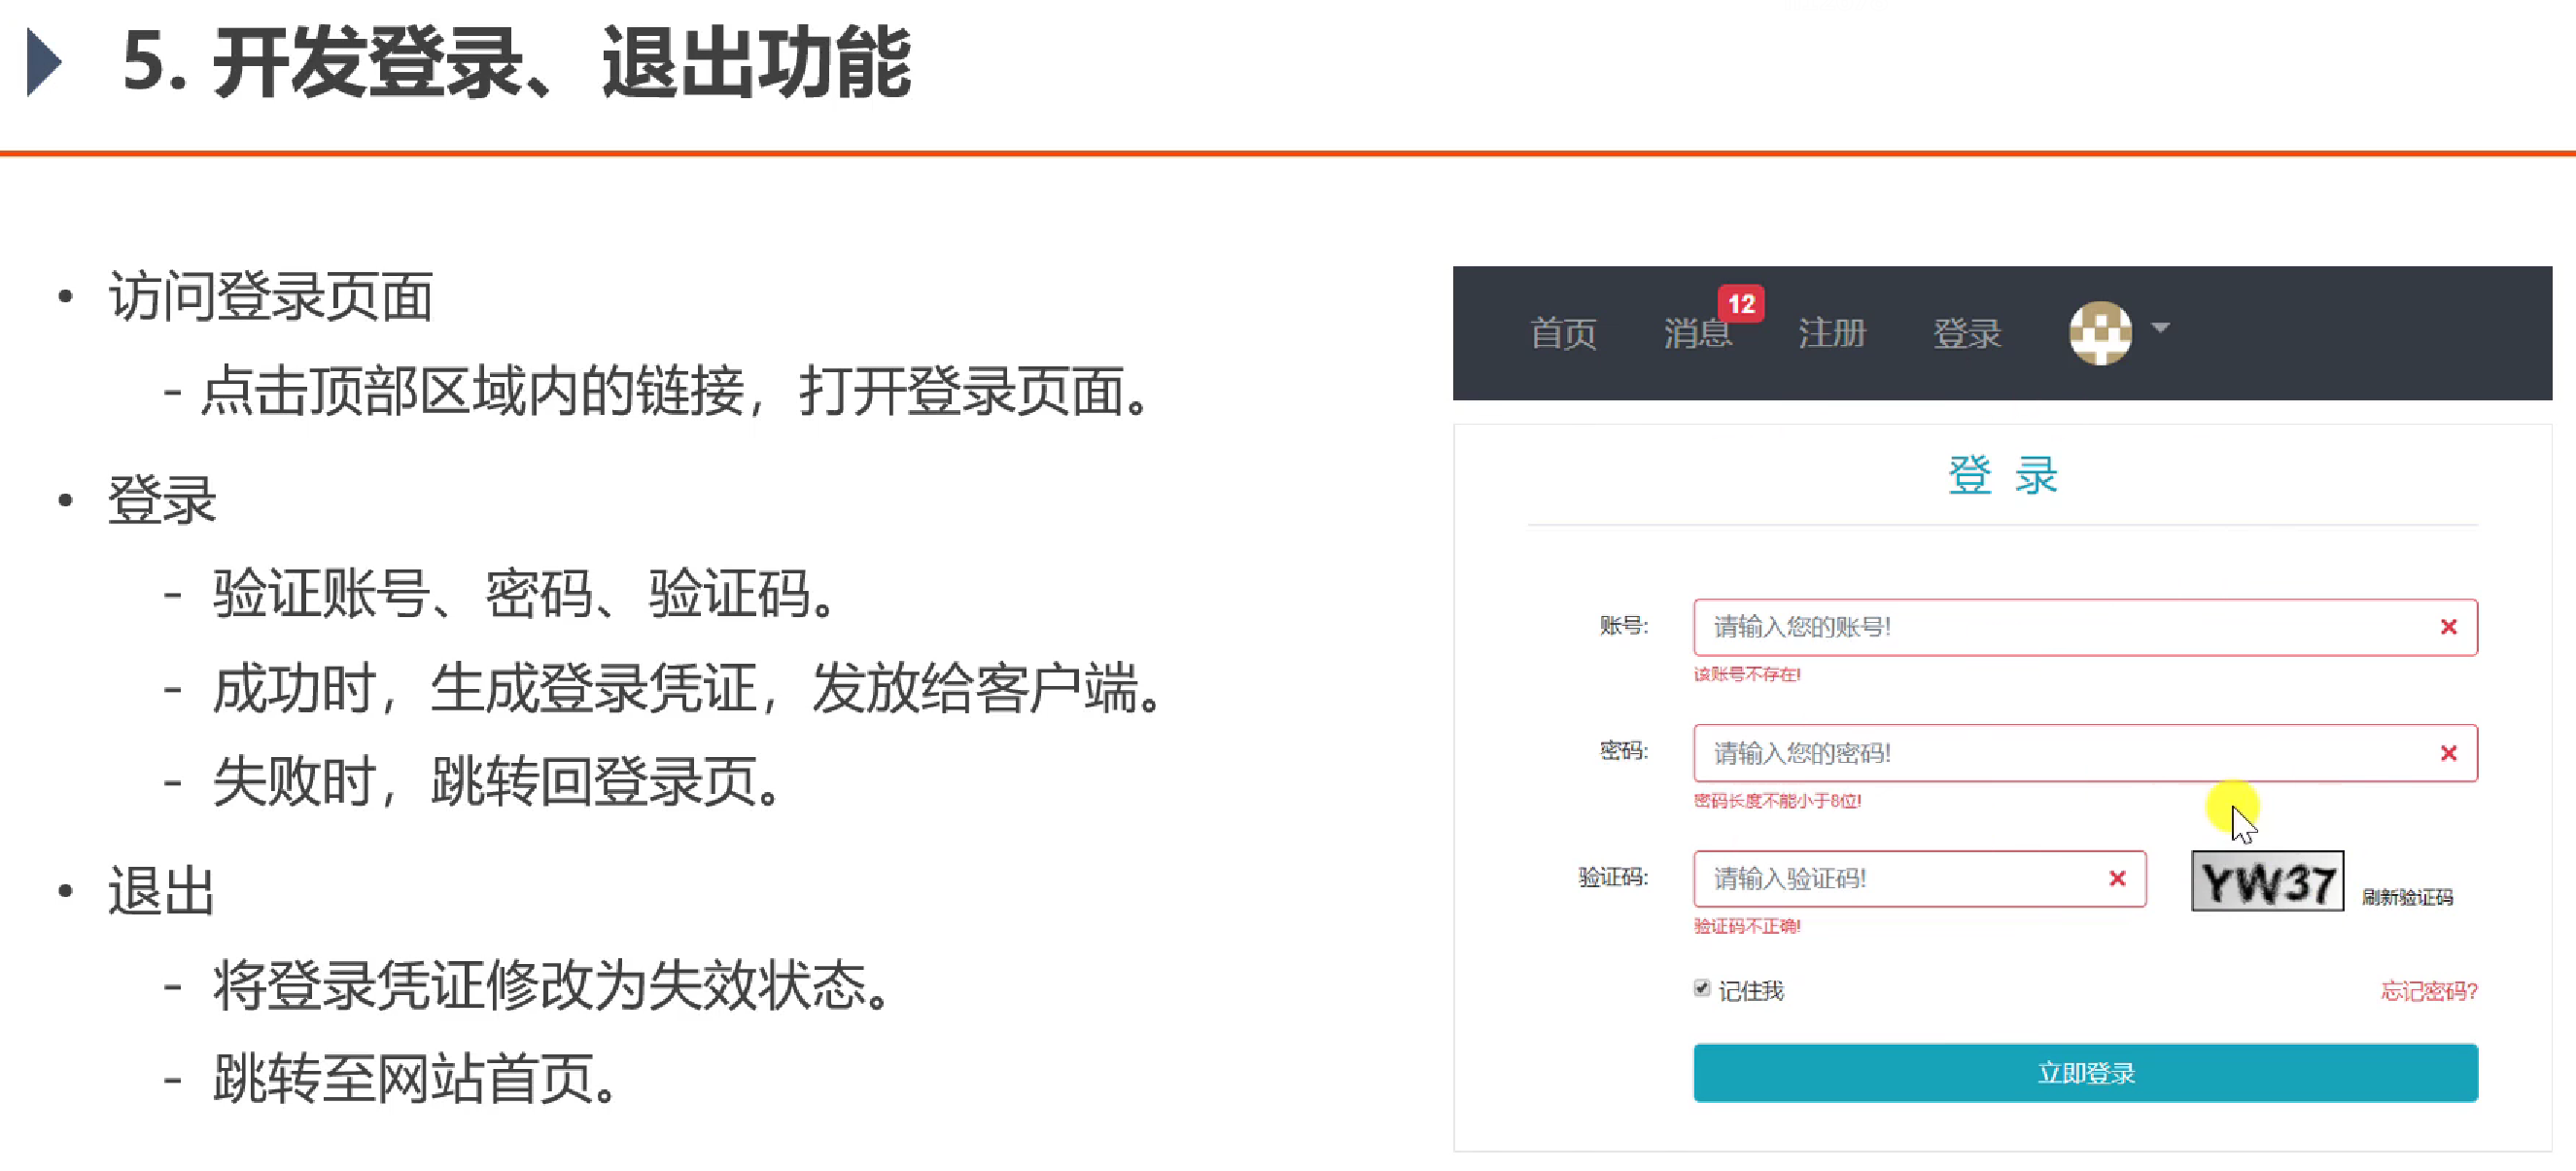 5. 开发登录、退出功能
• 访问登录页面
- 点击顶部区域内的链接，打开登录页面。
• 登录
- 验证账号、密码、验证码。
- 成功时，生成登录凭证，发放给客户端。
- 失败时，跳转回登录页。
• 退出
- 将登录凭证修改为失效状态。
- 跳转至网站首页。
首页 消息 12 注册 登录
登 录
账号: 请输入您的账号!
该账号不存在!
密码: 请输入您的密码!
密码长度不能小于8位!
验证码: 请输入验证码! YW37 刷新验证码
验证码不正确!
记住我 忘记密码?
立即登录